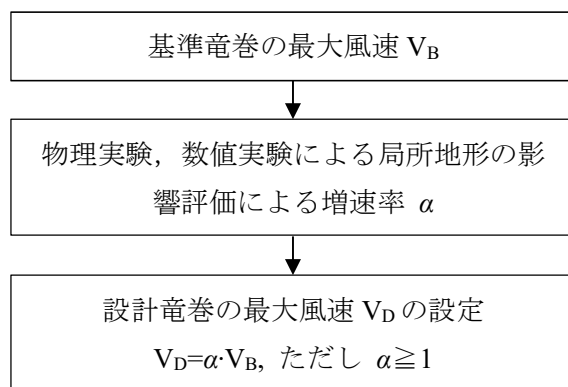 基準竜巻の最大風速 V_B
物理実験，数値実験による局所地形の影
響評価による増速率 α
設計竜巻の最大風速 V_D の設定
V_D=α·V_B, ただし α≧1